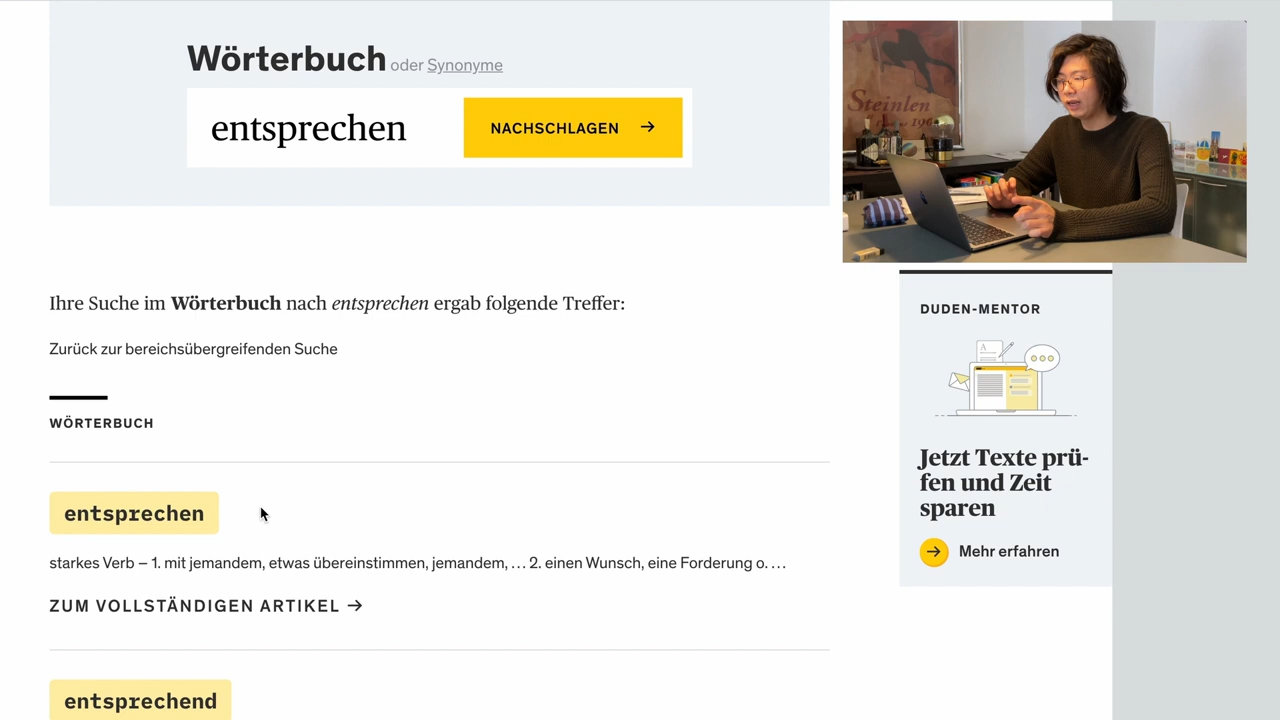 Wörterbuch oder Synonyme
entsprechen
NACHSCHLAGEN →
Steinlen
Ihre Suche im Wörterbuch nach entsprechen ergab folgende Treffer:
Zurück zur bereichsübergreifenden Suche
WÖRTERBUCH
entsprechen
starkes Verb – 1. mit jemandem, etwas übereinstimmen, jemandem, … 2. einen Wunsch, eine Forderung o. …
ZUM VOLLSTÄNDIGEN ARTIKEL →
entsprechend
DUDEN-MENTOR
A
Jetzt Texte prü-
fen und Zeit
sparen
→ Mehr erfahren